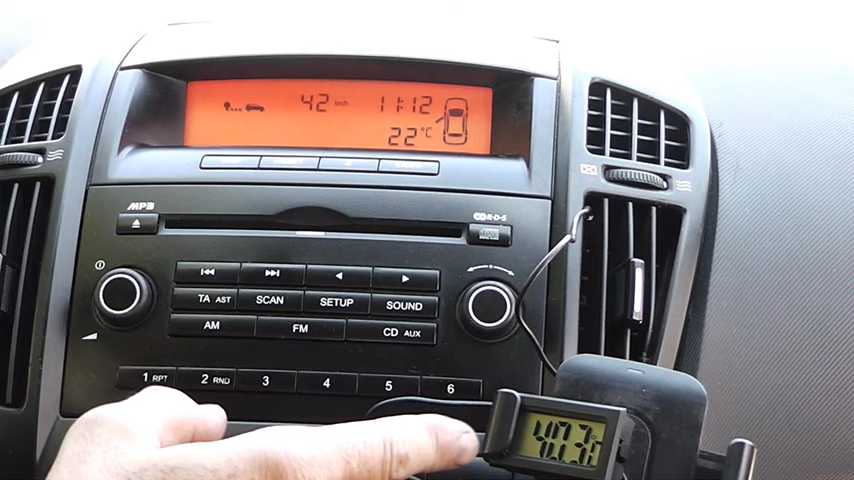 42 km/h 11:12
22°C
MP3
R·D·S
TA AST SCAN SETUP SOUND
AM FM CD AUX
1 RPT 2 RND 3 4 5 6